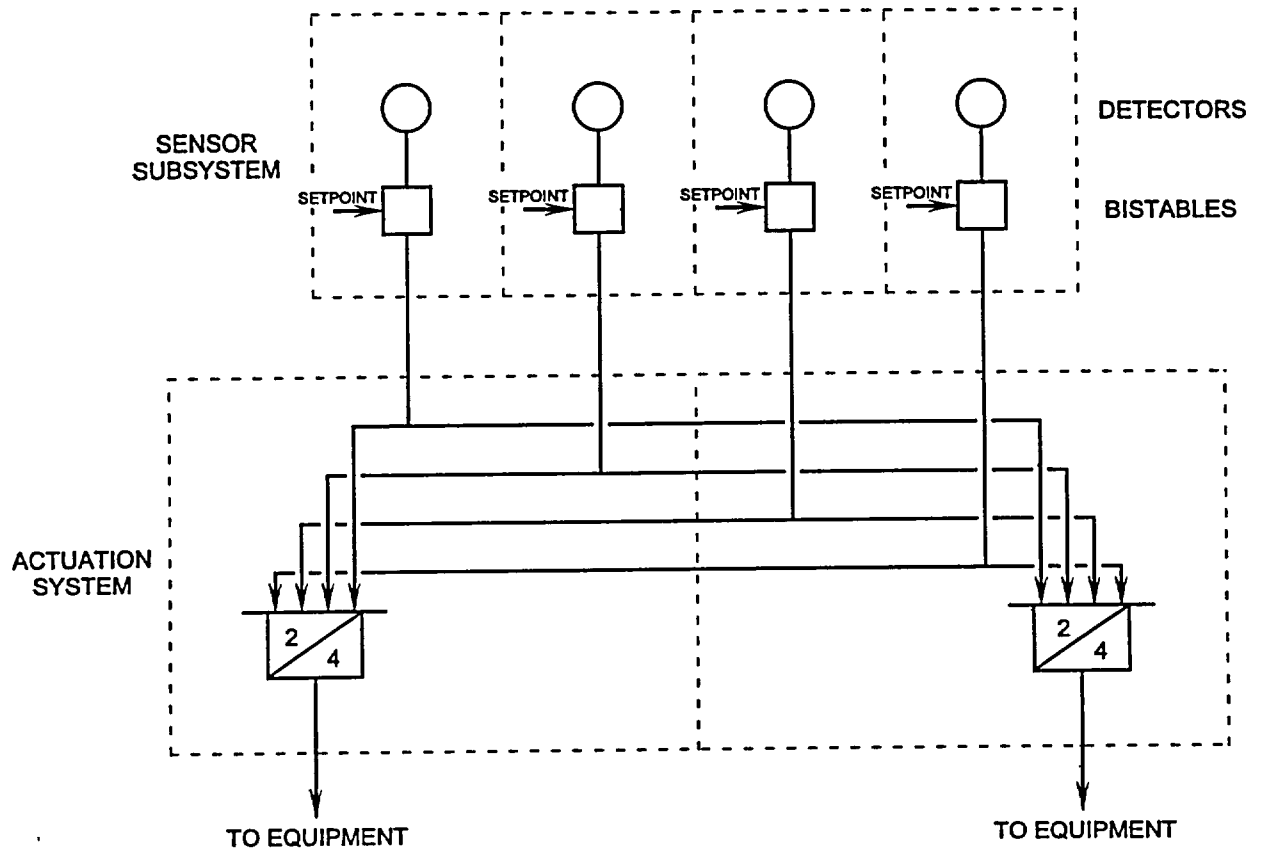 DETECTORS
SENSOR
SUBSYSTEM
SETPOINT
SETPOINT
SETPOINT
SETPOINT
BISTABLES
ACTUATION
SYSTEM
2
4
2
4
TO EQUIPMENT
TO EQUIPMENT